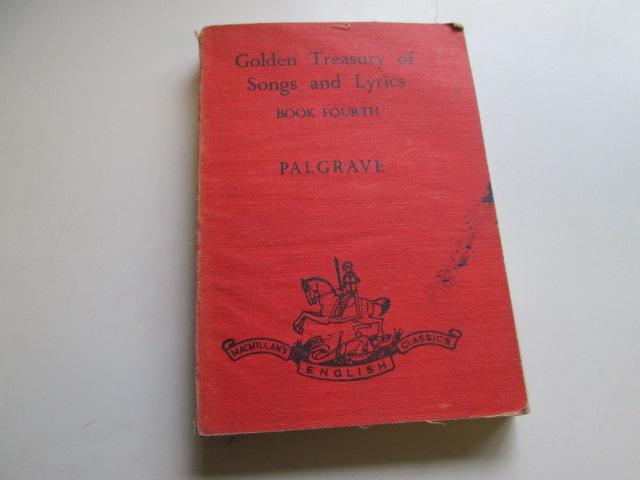 Golden Treasury of
Songs and Lyrics
BOOK FOURTH
PALGRAVE
MACMILLAN'S
ENGLISH
CLASSICS